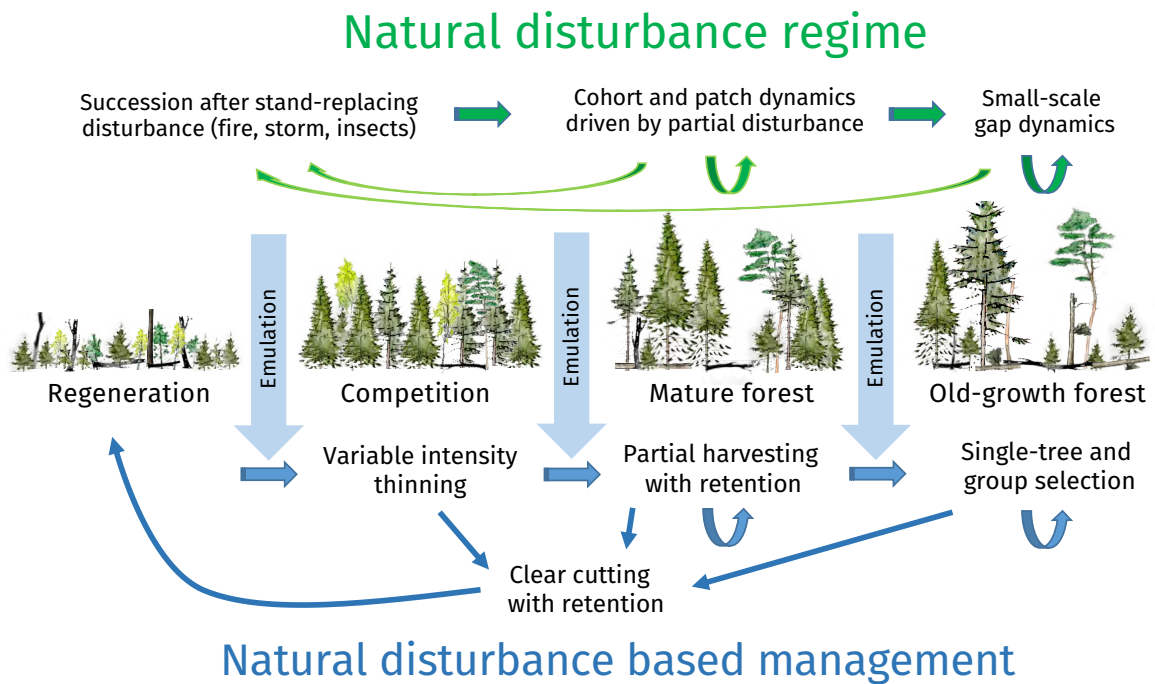 Natural disturbance regime
Succession after stand-replacing
disturbance (fire, storm, insects)
Cohort and patch dynamics
driven by partial disturbance
Small-scale
gap dynamics
Emulation
Emulation
Emulation
Regeneration
Competition
Mature forest
Old-growth forest
Variable intensity
thinning
Partial harvesting
with retention
Single-tree and
group selection
Clear cutting
with retention
Natural disturbance based management